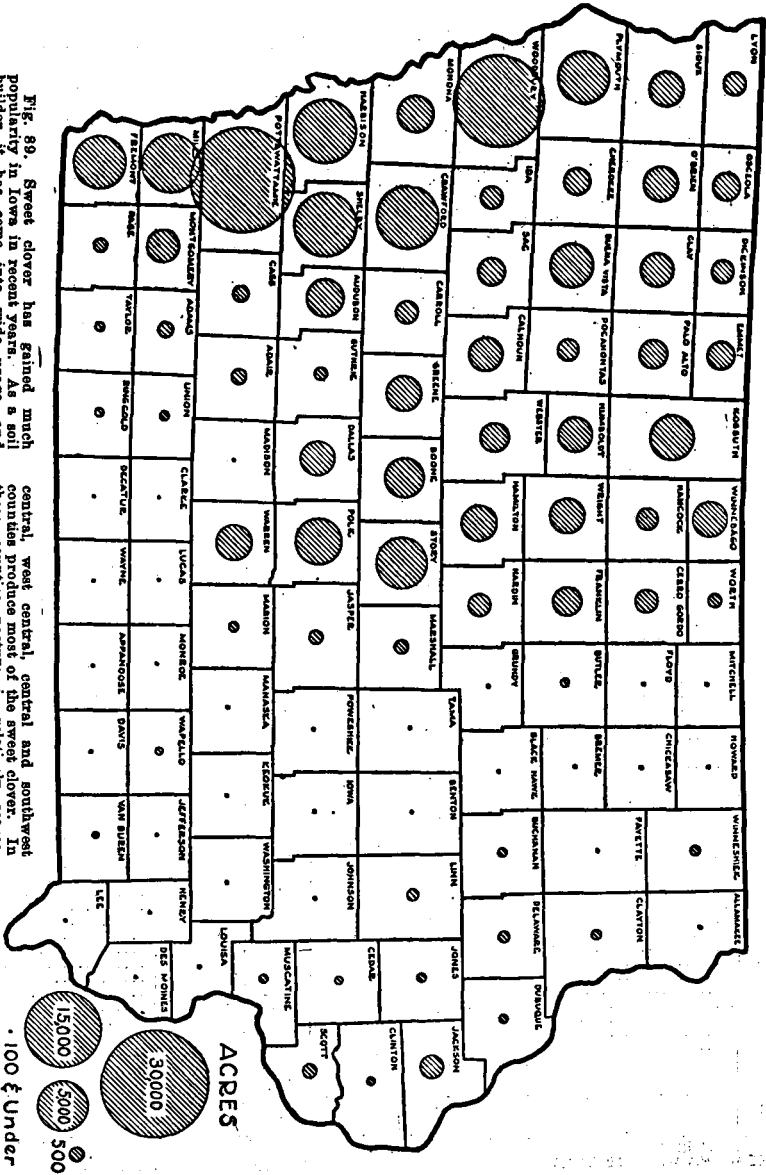 LYON
OSCEOLA
DICKINSON
EMMET
KOSSUTH
WINNEBAGO
WORTH
MITCHELL
HOWARD
WINNESHIEK
ALLAMAKEE
SIOUX
O'BRIEN
CLAY
PALO ALTO
HANCOCK
CERRO GORDO
FLOYD
CHICKASAW
FAYETTE
CLAYTON
PLYMOUTH
CHEROKEE
BUENA VISTA
POCAHONTAS
HUMBOLDT
WRIGHT
FRANKLIN
BUTLER
BREMER
WOODBURY
IDA
SAC
CALHOUN
WEBSTER
HAMILTON
HARDIN
GRUNDY
BLACK HAWK
BUCHANAN
DELAWARE
DUBUQUE
MONONA
CRAWFORD
CARROLL
GREENE
BOONE
STORY
MARSHALL
TAMA
BENTON
LINN
JONES
JACKSON
HARRISON
SHELBY
AUDUBON
GUTHRIE
DALLAS
POLK
JASPER
POWESHIEK
IOWA
JOHNSON
CEDAR
CLINTON
SCOTT
MUSCATINE
POTTAWATTAMIE
CASS
ADAIR
MADISON
WARREN
MARION
MAHASKA
KEOKUK
WASHINGTON
LOUISA
MILLS
MONTGOMERY
ADAMS
UNION
CLARKE
LUCAS
MONROE
WAPELLO
JEFFERSON
HENRY
DES MOINES
FREMONT
PAGE
TAYLOR
RINGGOLD
DECATUR
WAYNE
APPANOOSE
DAVIS
VAN BUREN
LEE
ACRES
30000
15,000
5000
500
• 100 & Under
Fig. 89. Sweet clover has gained much
popularity in Iowa in recent years. As a soil
central, west central, central and southwest
counties produce most of the sweet clover. In